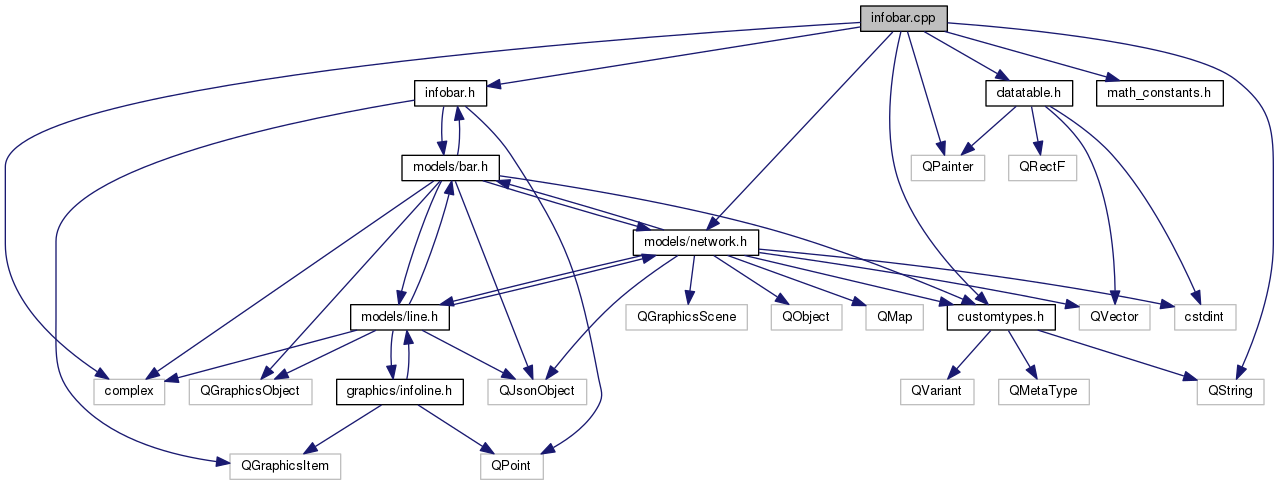 infobar.cpp
infobar.h
datatable.h
math_constants.h
models/bar.h
QPainter
QRectF
models/network.h
models/line.h
QGraphicsScene
QObject
QMap
customtypes.h
QVector
cstdint
complex
QGraphicsObject
graphics/infoline.h
QJsonObject
QVariant
QMetaType
QString
QGraphicsItem
QPoint